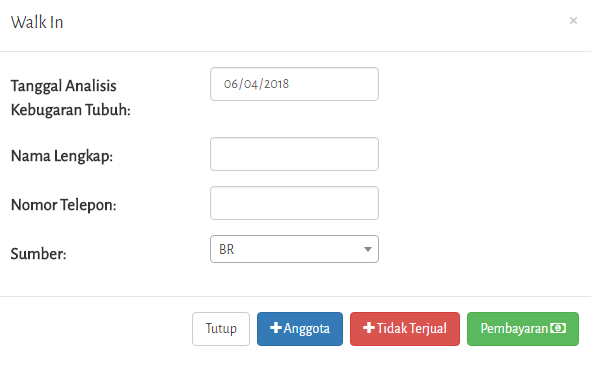 Walk In
×
Tanggal Analisis
Kebugaran Tubuh:
06/04/2018
Nama Lengkap:
Nomor Telepon:
Sumber:
BR
Tutup
Anggota
Tidak Terjual
Pembayaran